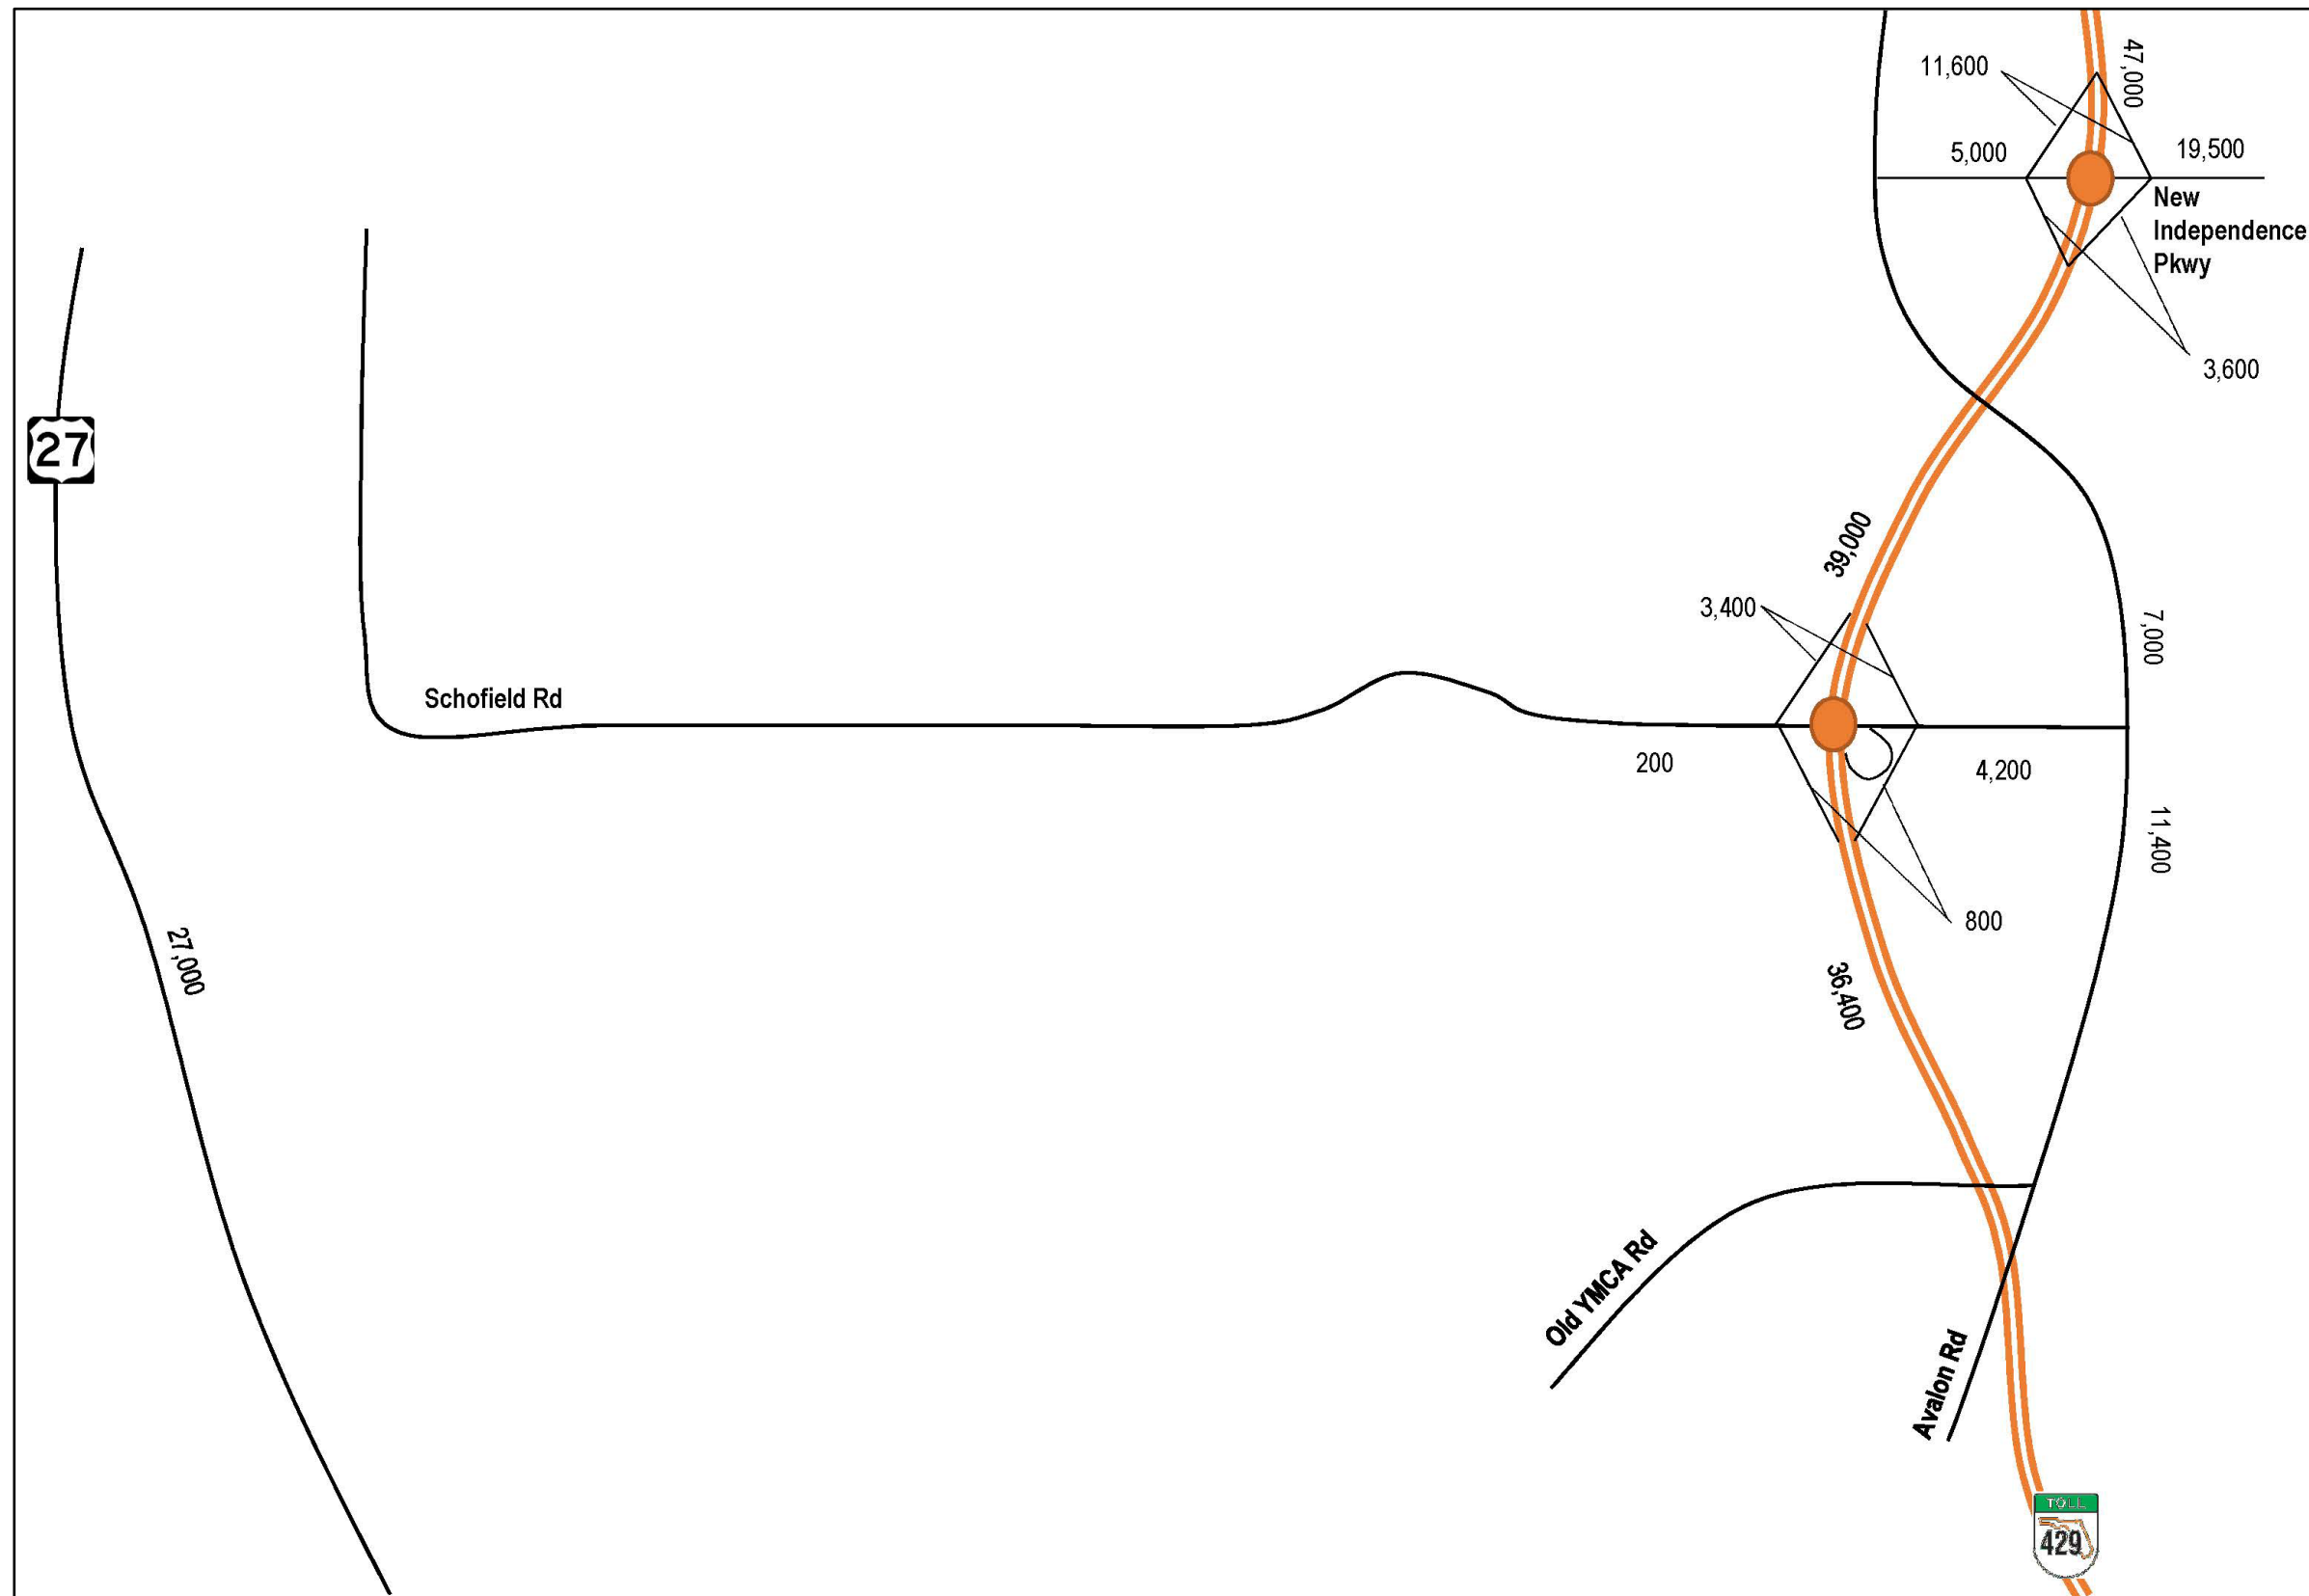 47,000
11,600
5,000
19,500
New
Independence
Pkwy
3,600
27
39,000
3,400
7,000
Schofield Rd
200
4,200
11,400
800
27,000
36,400
Old YMCA Rd
Avalon Rd
TOLL
429